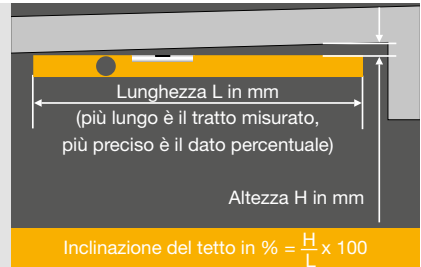 Lunghezza L in mm
(più lungo è il tratto misurato,
più preciso è il dato percentuale)
Altezza H in mm
Inclinazione del tetto in % = H/L x 100